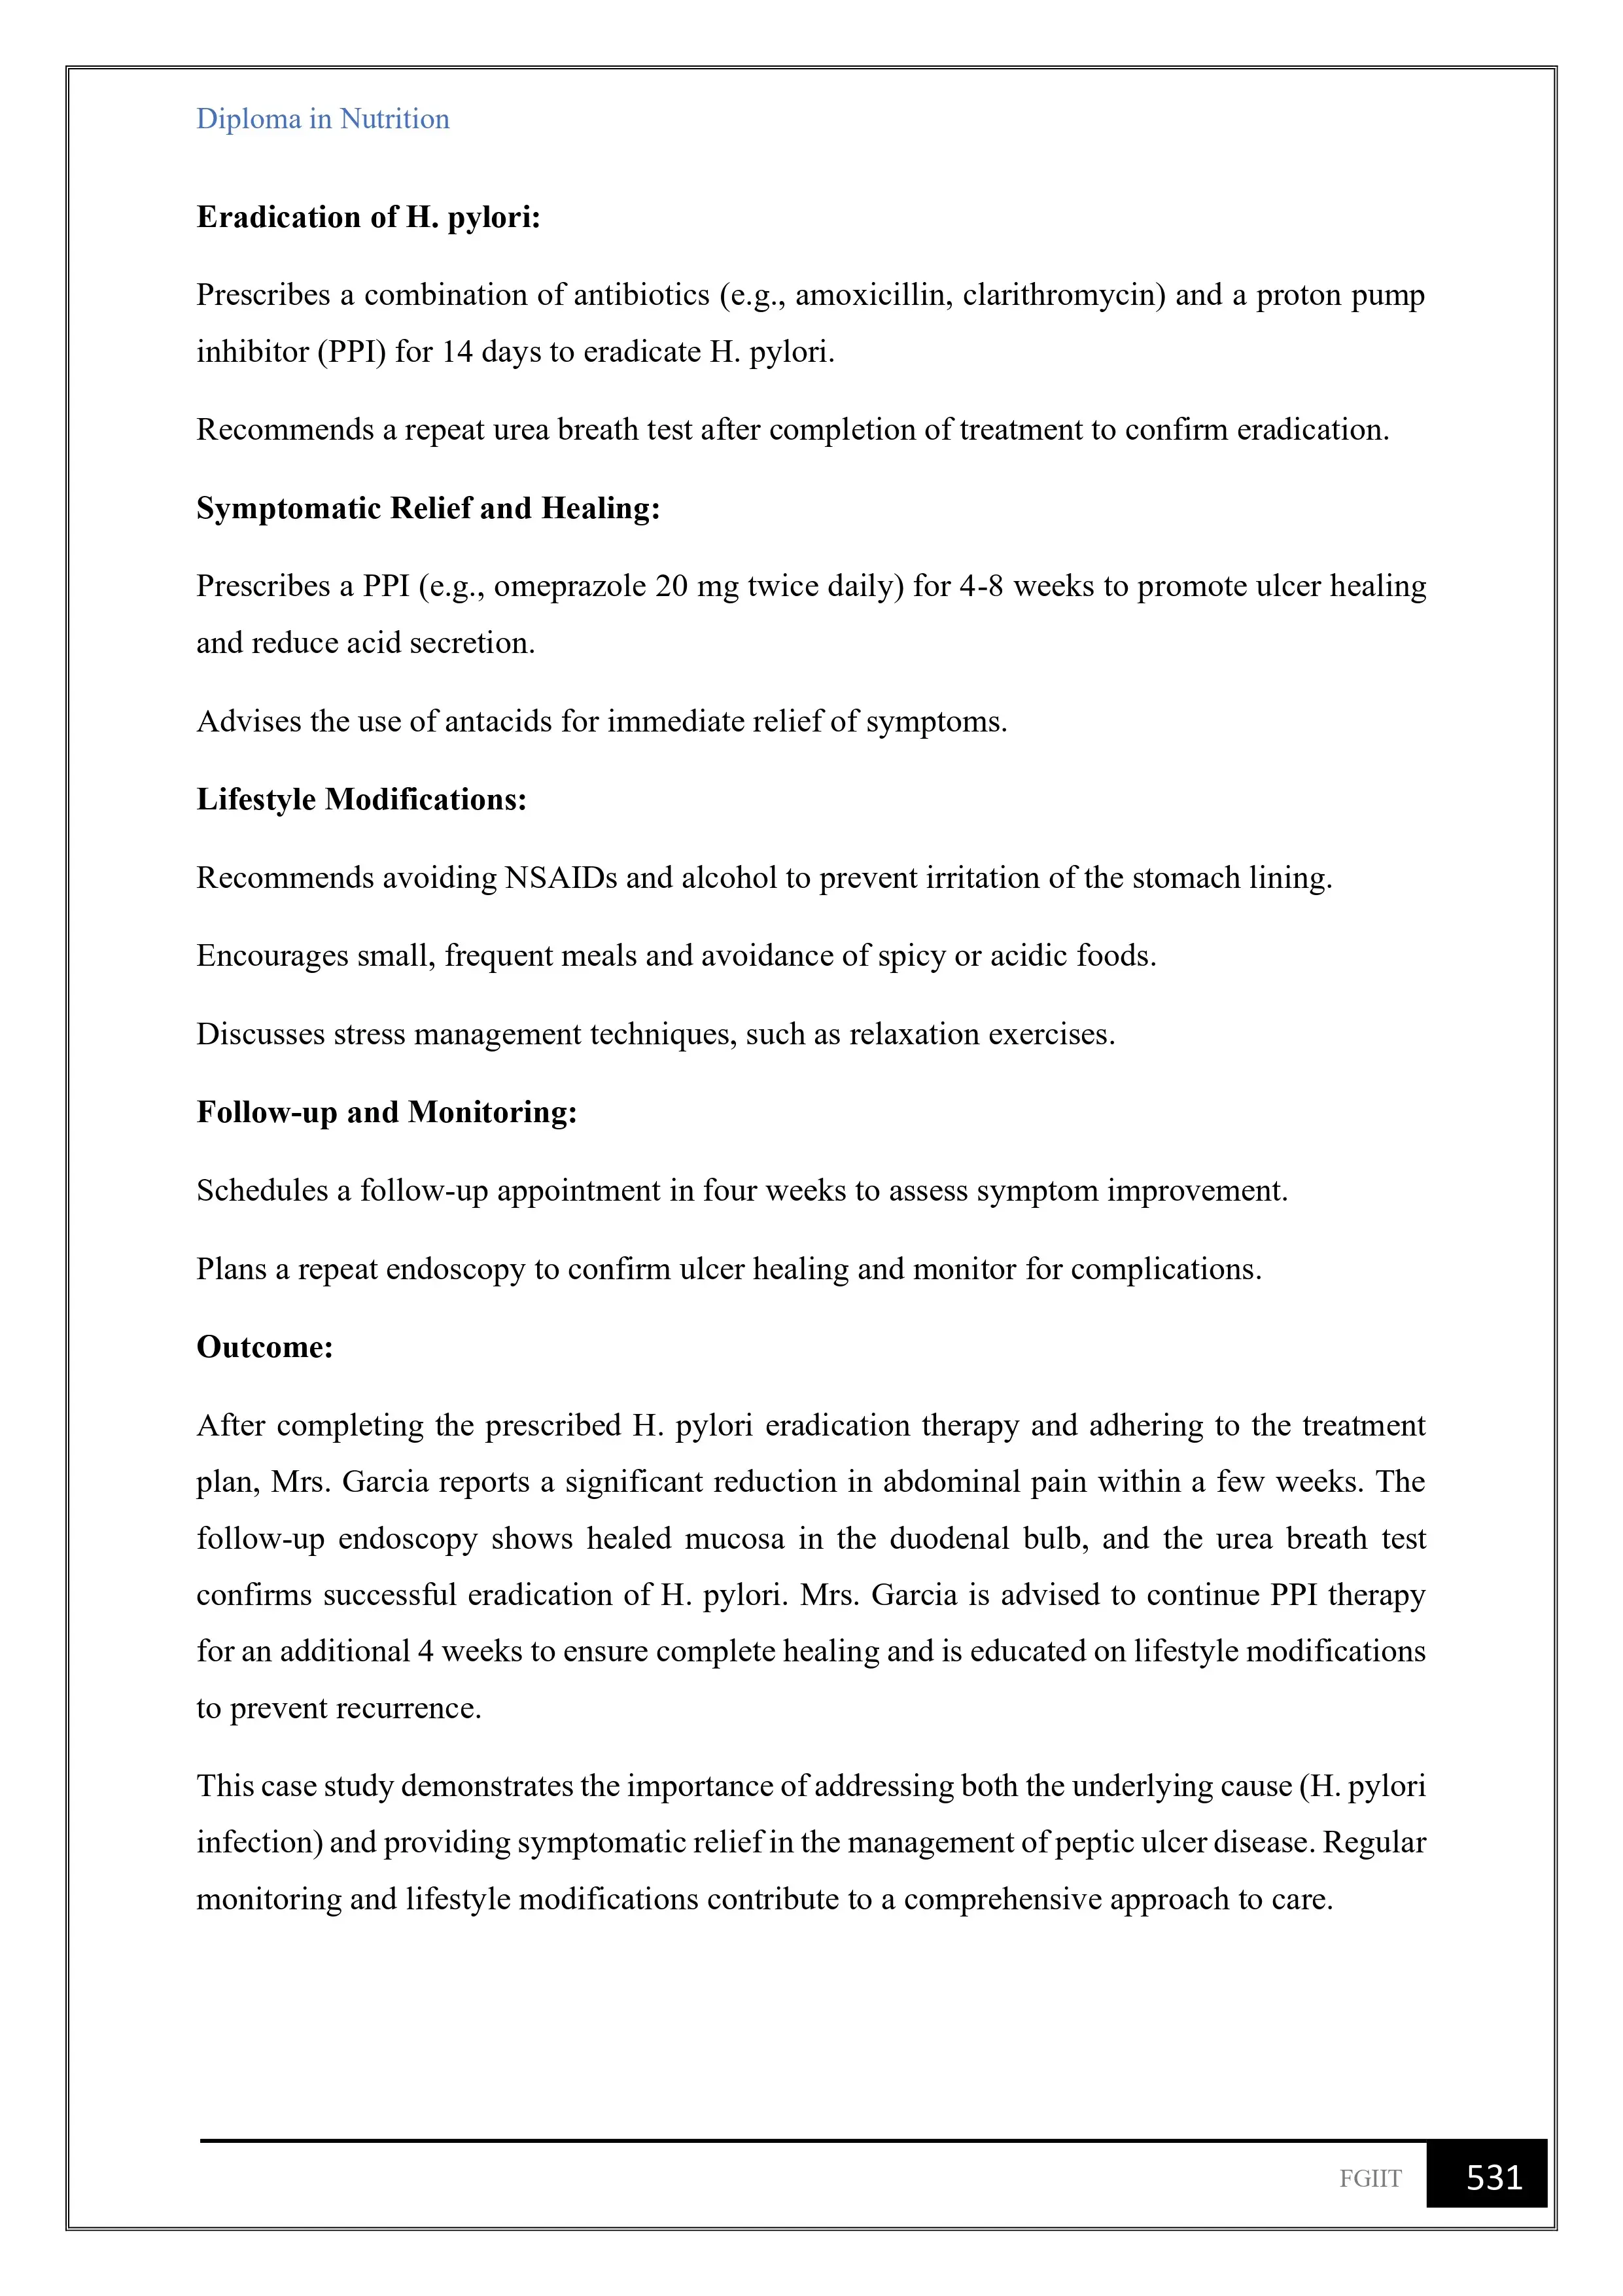 Diploma in Nutrition
Eradication of H. pylori:
Prescribes a combination of antibiotics (e.g., amoxicillin, clarithromycin) and a proton pump
inhibitor (PPI) for 14 days to eradicate H. pylori.
Recommends a repeat urea breath test after completion of treatment to confirm eradication.
Symptomatic Relief and Healing:
Prescribes a PPI (e.g., omeprazole 20 mg twice daily) for 4-8 weeks to promote ulcer healing
and reduce acid secretion.
Advises the use of antacids for immediate relief of symptoms.
Lifestyle Modifications:
Recommends avoiding NSAIDs and alcohol to prevent irritation of the stomach lining.
Encourages small, frequent meals and avoidance of spicy or acidic foods.
Discusses stress management techniques, such as relaxation exercises.
Follow-up and Monitoring:
Schedules a follow-up appointment in four weeks to assess symptom improvement.
Plans a repeat endoscopy to confirm ulcer healing and monitor for complications.
Outcome:
After completing the prescribed H. pylori eradication therapy and adhering to the treatment
plan, Mrs. Garcia reports a significant reduction in abdominal pain within a few weeks. The
follow-up endoscopy shows healed mucosa in the duodenal bulb, and the urea breath test
confirms successful eradication of H. pylori. Mrs. Garcia is advised to continue PPI therapy
for an additional 4 weeks to ensure complete healing and is educated on lifestyle modifications
to prevent recurrence.
This case study demonstrates the importance of addressing both the underlying cause (H. pylori
infection) and providing symptomatic relief in the management of peptic ulcer disease. Regular
monitoring and lifestyle modifications contribute to a comprehensive approach to care.
FGIIT 531